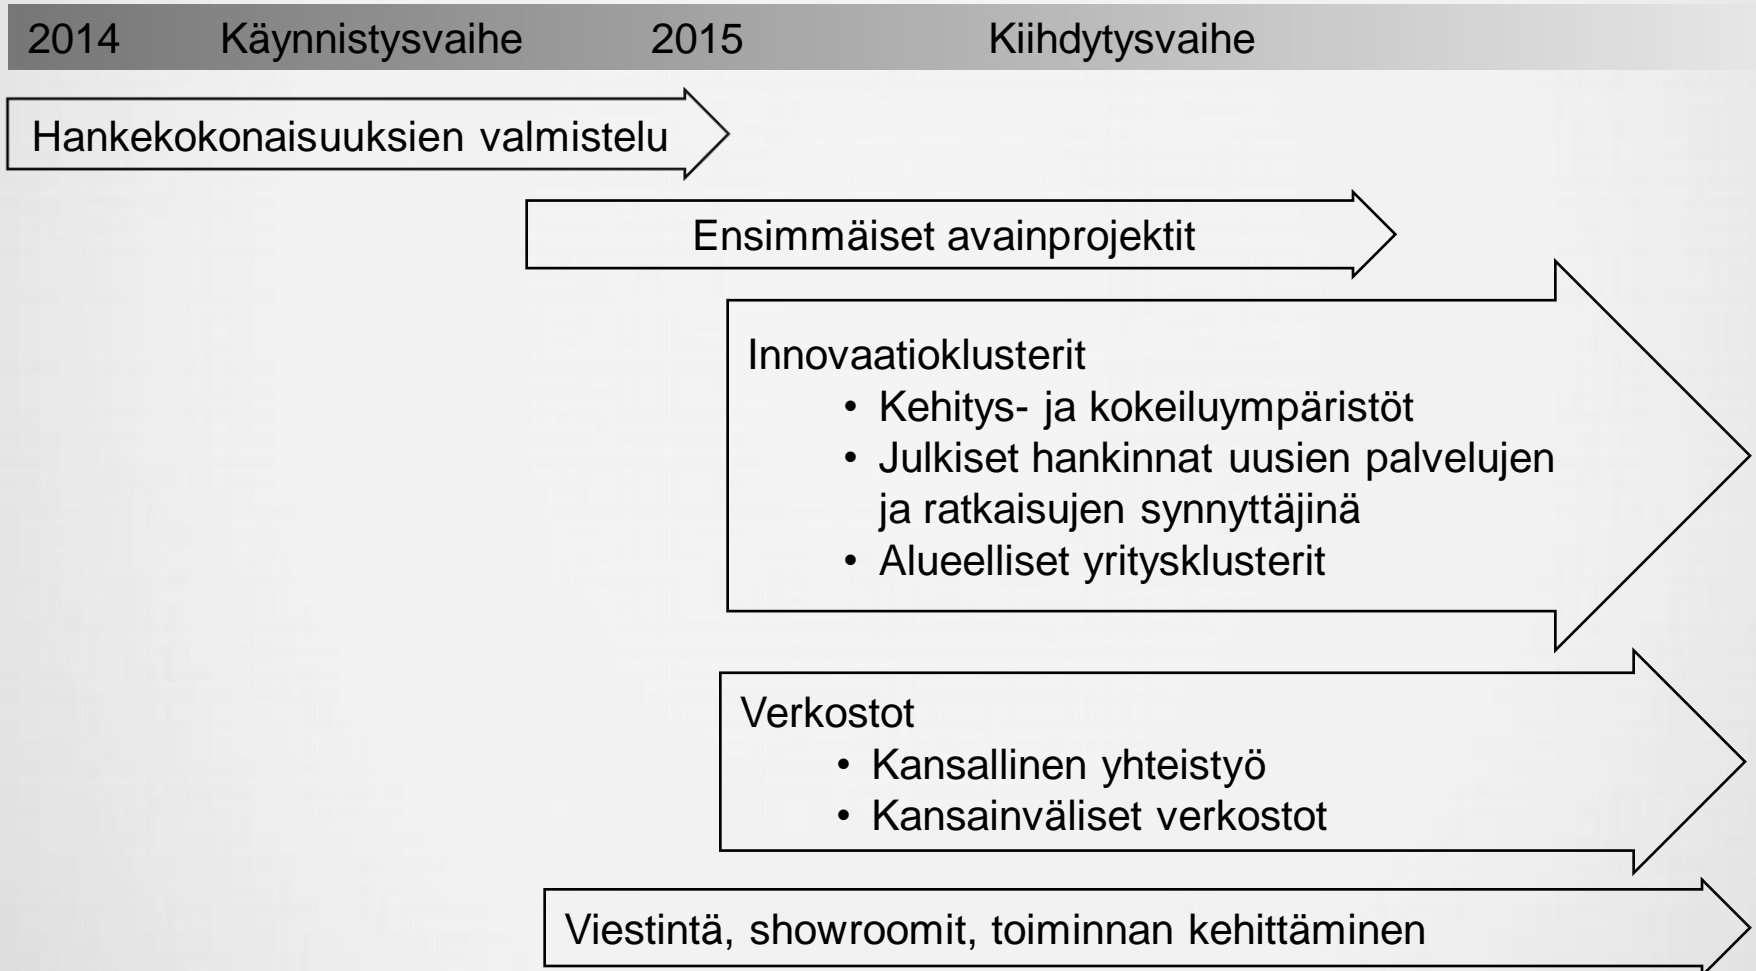 2014 Käynnistysvaihe 2015 Kiihdytysvaihe
Hankekokonaisuuksien valmistelu
Ensimmäiset avainprojektit
Innovaatioklusterit
• Kehitys- ja kokeiluympäristöt
• Julkiset hankinnat uusien palvelujen
ja ratkaisujen synnyttäjinä
• Alueelliset yritysklusterit
Verkostot
• Kansallinen yhteistyö
• Kansainväliset verkostot
Viestintä, showroomit, toiminnan kehittäminen